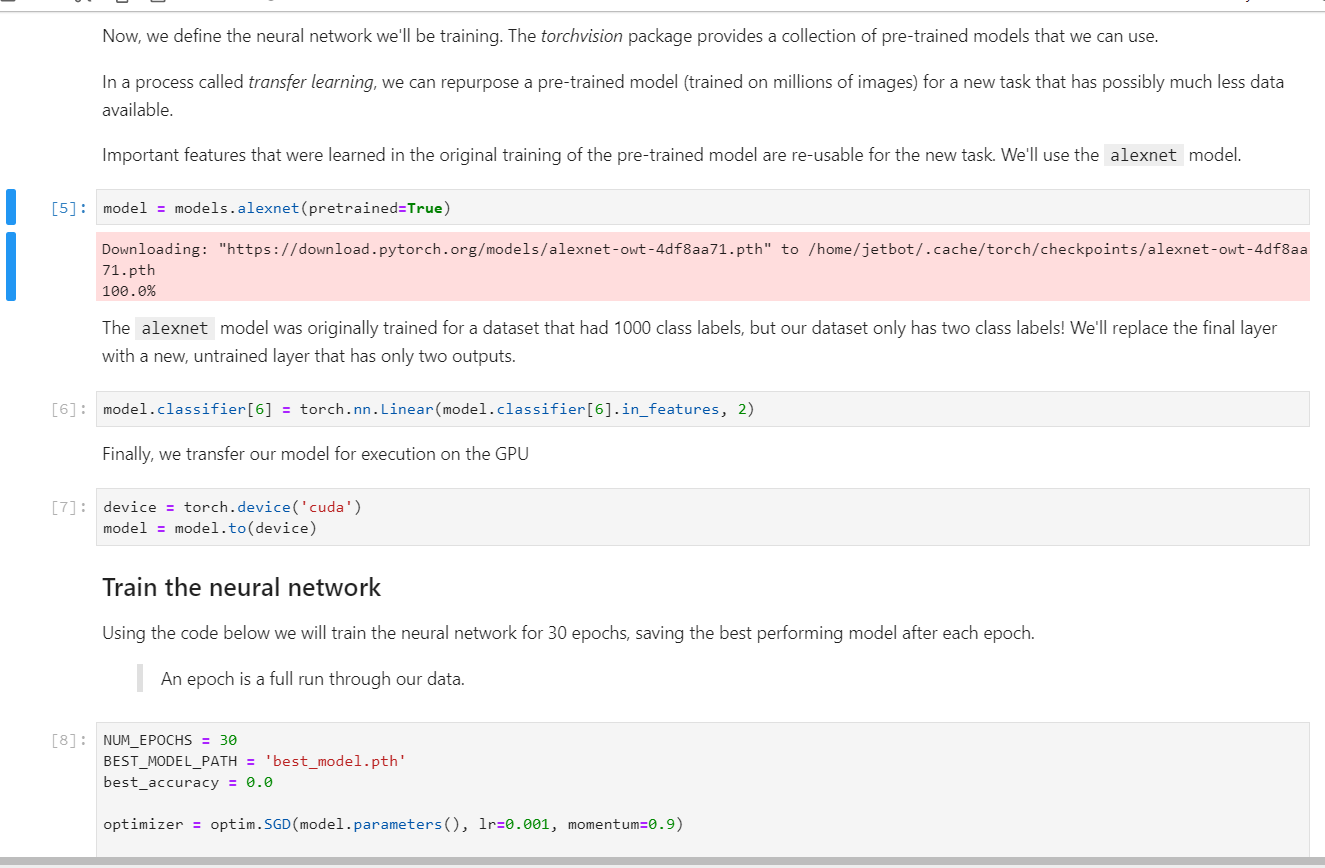 Now, we define the neural network we'll be training. The torchvision package provides a collection of pre-trained models that we can use.
In a process called transfer learning, we can repurpose a pre-trained model (trained on millions of images) for a new task that has possibly much less data
available.
Important features that were learned in the original training of the pre-trained model are re-usable for the new task. We'll use the alexnet model.
[5]: model = models.alexnet(pretrained=True)
Downloading: "https://download.pytorch.org/models/alexnet-owt-4df8aa71.pth" to /home/jetbot/.cache/torch/checkpoints/alexnet-owt-4df8aa
71.pth
100.0%
The alexnet model was originally trained for a dataset that had 1000 class labels, but our dataset only has two class labels! We'll replace the final layer
with a new, untrained layer that has only two outputs.
[6]: model.classifier[6] = torch.nn.Linear(model.classifier[6].in_features, 2)
Finally, we transfer our model for execution on the GPU
[7]: device = torch.device('cuda')
model = model.to(device)
Train the neural network
Using the code below we will train the neural network for 30 epochs, saving the best performing model after each epoch.
An epoch is a full run through our data.
[8]: NUM_EPOCHS = 30
BEST_MODEL_PATH = 'best_model.pth'
best_accuracy = 0.0
optimizer = optim.SGD(model.parameters(), lr=0.001, momentum=0.9)